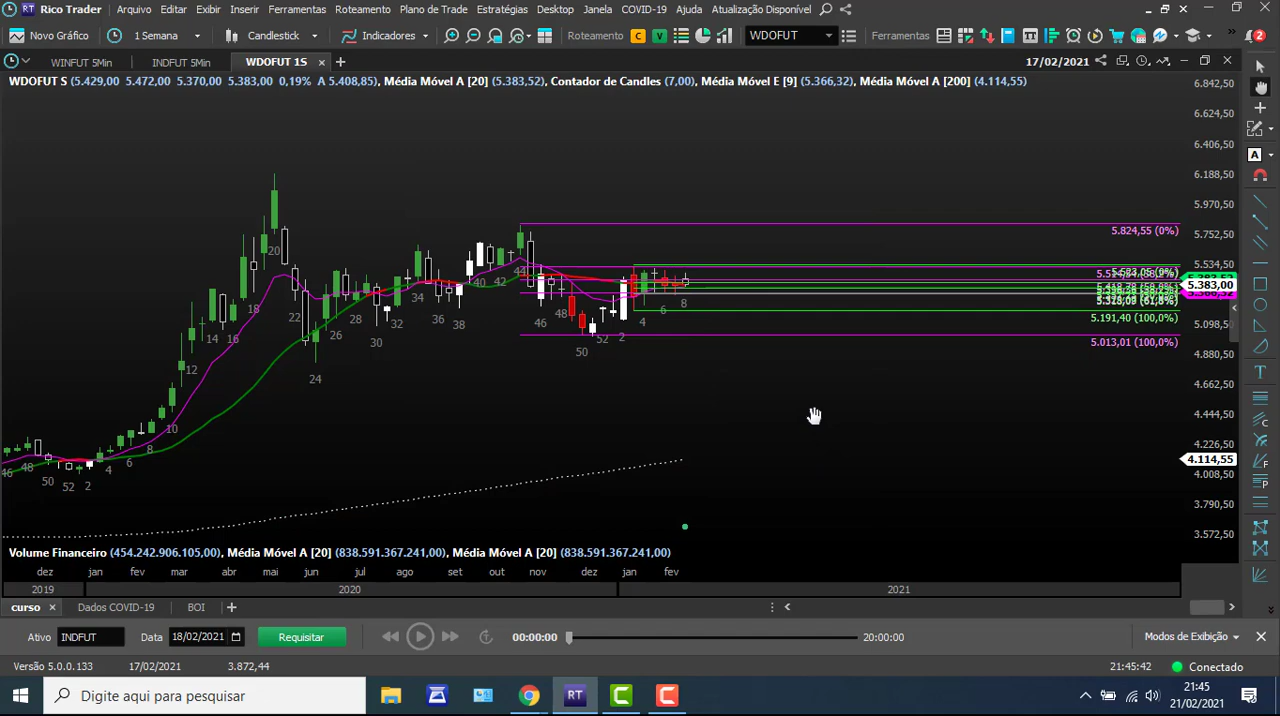 Rico Trader Arquivo Editar Exibir Inserir Ferramentas Roteamento Plano de Trade Estratégias Desktop Janela COVID-19 Ajuda Atualização Disponível
Novo Gráfico 1 Semana Candlestick Indicadores Roteamento C V WDOFUT Ferramentas 2
WINFUT 5Min INDFUT 5Min WDOFUT 1S 17/02/2021
WDOFUT S (5.429,00 5.472,00 5.370,00 5.383,00 0,19% A 5.408,85) , Média Móvel A [20] (5.383,52), Contador de Candles (7,00), Média Móvel E [9] (5.366,32), Média Móvel A [200] (4.114,55)
6.842,50
6.624,50
6.406,50
6.188,50
5.970,50
5.824,55 (0%)
5.752,50
5.534,50
5.383,00
5.191,40 (100,0%)
5.098,50
5.013,01 (100,0%)
4.880,50
4.662,50
4.444,50
4.226,50
4.114,55
4.008,50
3.790,50
3.572,50
46 48 50 52 2 4 6 8 10 12 14 16 18 20 22 24 26 28 30 32 34 36 38 40 42 44 46 48 50 52 2 4 6 8
Volume Financeiro (454.242.906.105,00), Média Móvel A [20] (838.591.367.241,00), Média Móvel A [20] (838.591.367.241,00)
dez jan fev mar abr mai jun jul ago set out nov dez jan fev
2019 2020 2021
curso Dados COVID-19 BOI
Ativo INDFUT Data 18/02/2021 Requisitar 00:00:00 20:00:00 Modos de Exibição
Versão 5.0.0.133 17/02/2021 3.872,44 21:45:42 Conectado
Digite aqui para pesquisar RT 21:45
21/02/2021